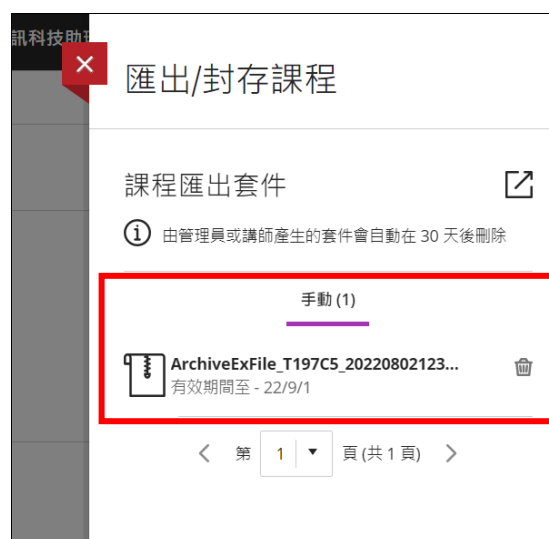 訊科技助
匯出/封存課程
課程匯出套件
由管理員或講師產生的套件會自動在 30 天後刪除
手動 (1)
ArchiveExFile_T197C5_20220802123...
有效期間至 - 22/9/1
第 1 頁 (共 1 頁)